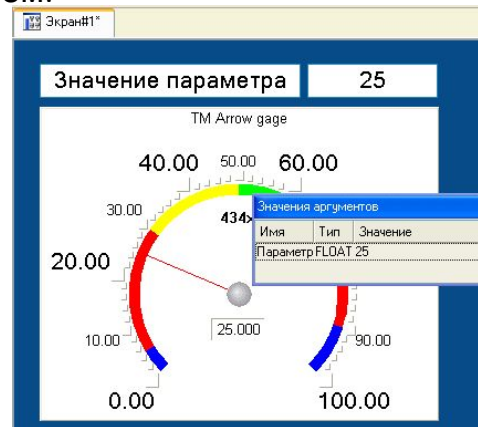 Экран#1*
Значение параметра 25
TM Arrow gage
40.00 50.00 60.00
30.00
Значения аргументов
Имя Тип Значение
Параметр FLOAT 25
20.00
25.000
10.00 90.00
0.00 100.00